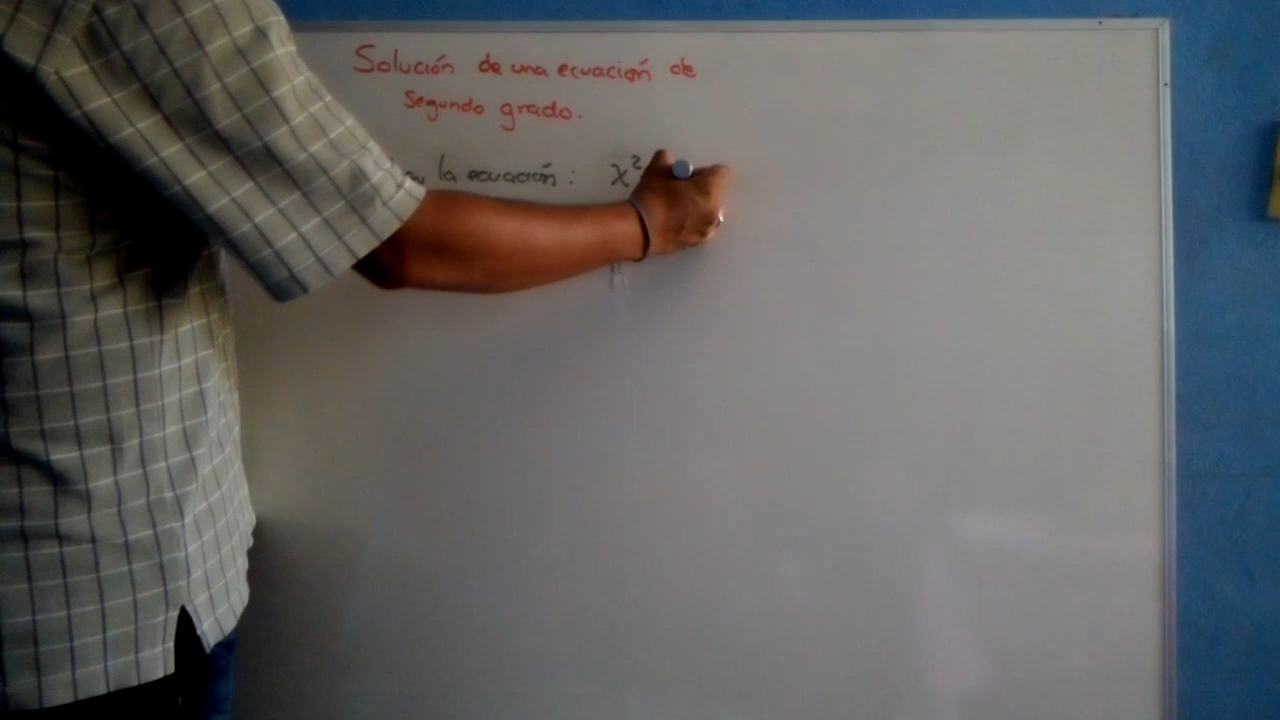 Solución de una ecuación de
segundo grado.
la ecuación: x²